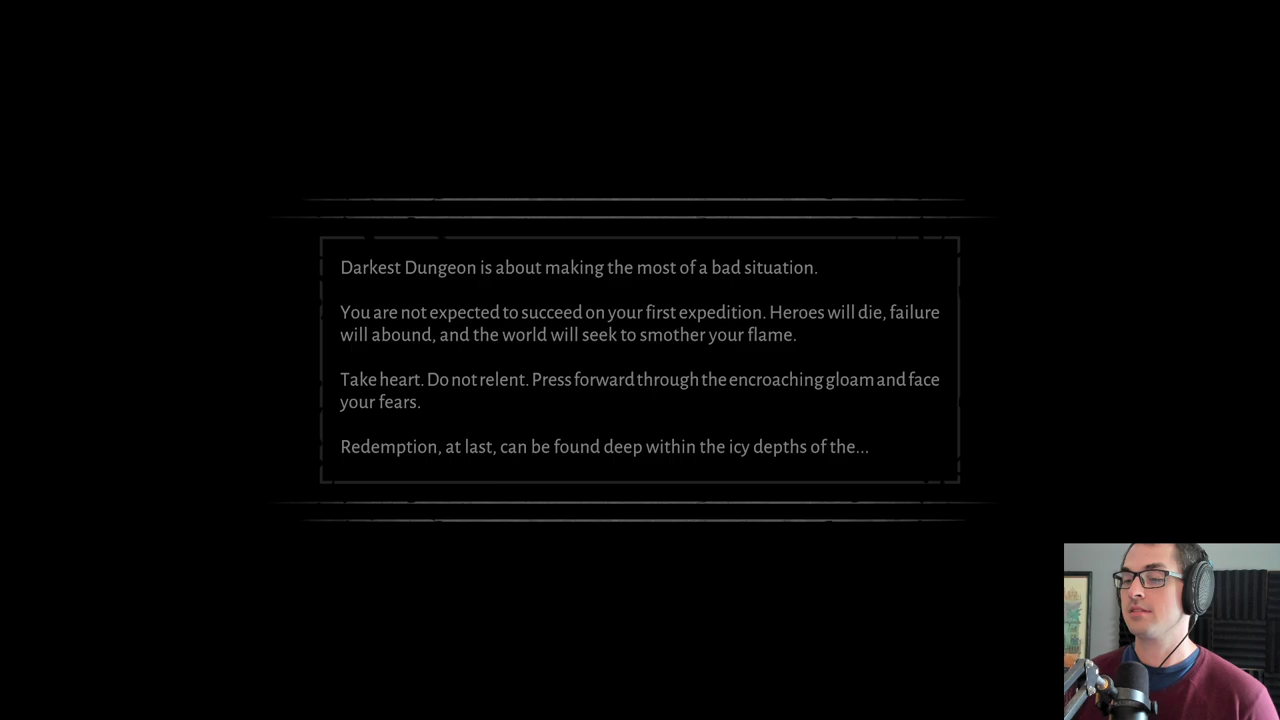 Darkest Dungeon is about making the most of a bad situation.
You are not expected to succeed on your first expedition. Heroes will die, failure
will abound, and the world will seek to smother your flame.
Take heart. Do not relent. Press forward through the encroaching gloam and face
your fears.
Redemption, at last, can be found deep within the icy depths of the...